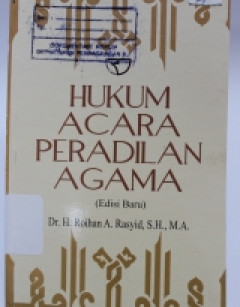 HUKUM
ACARA
PERADILAN
AGAMA
(Edisi Baru)
Dr. H. Roihan A. Rasyid, S.H., M.A.